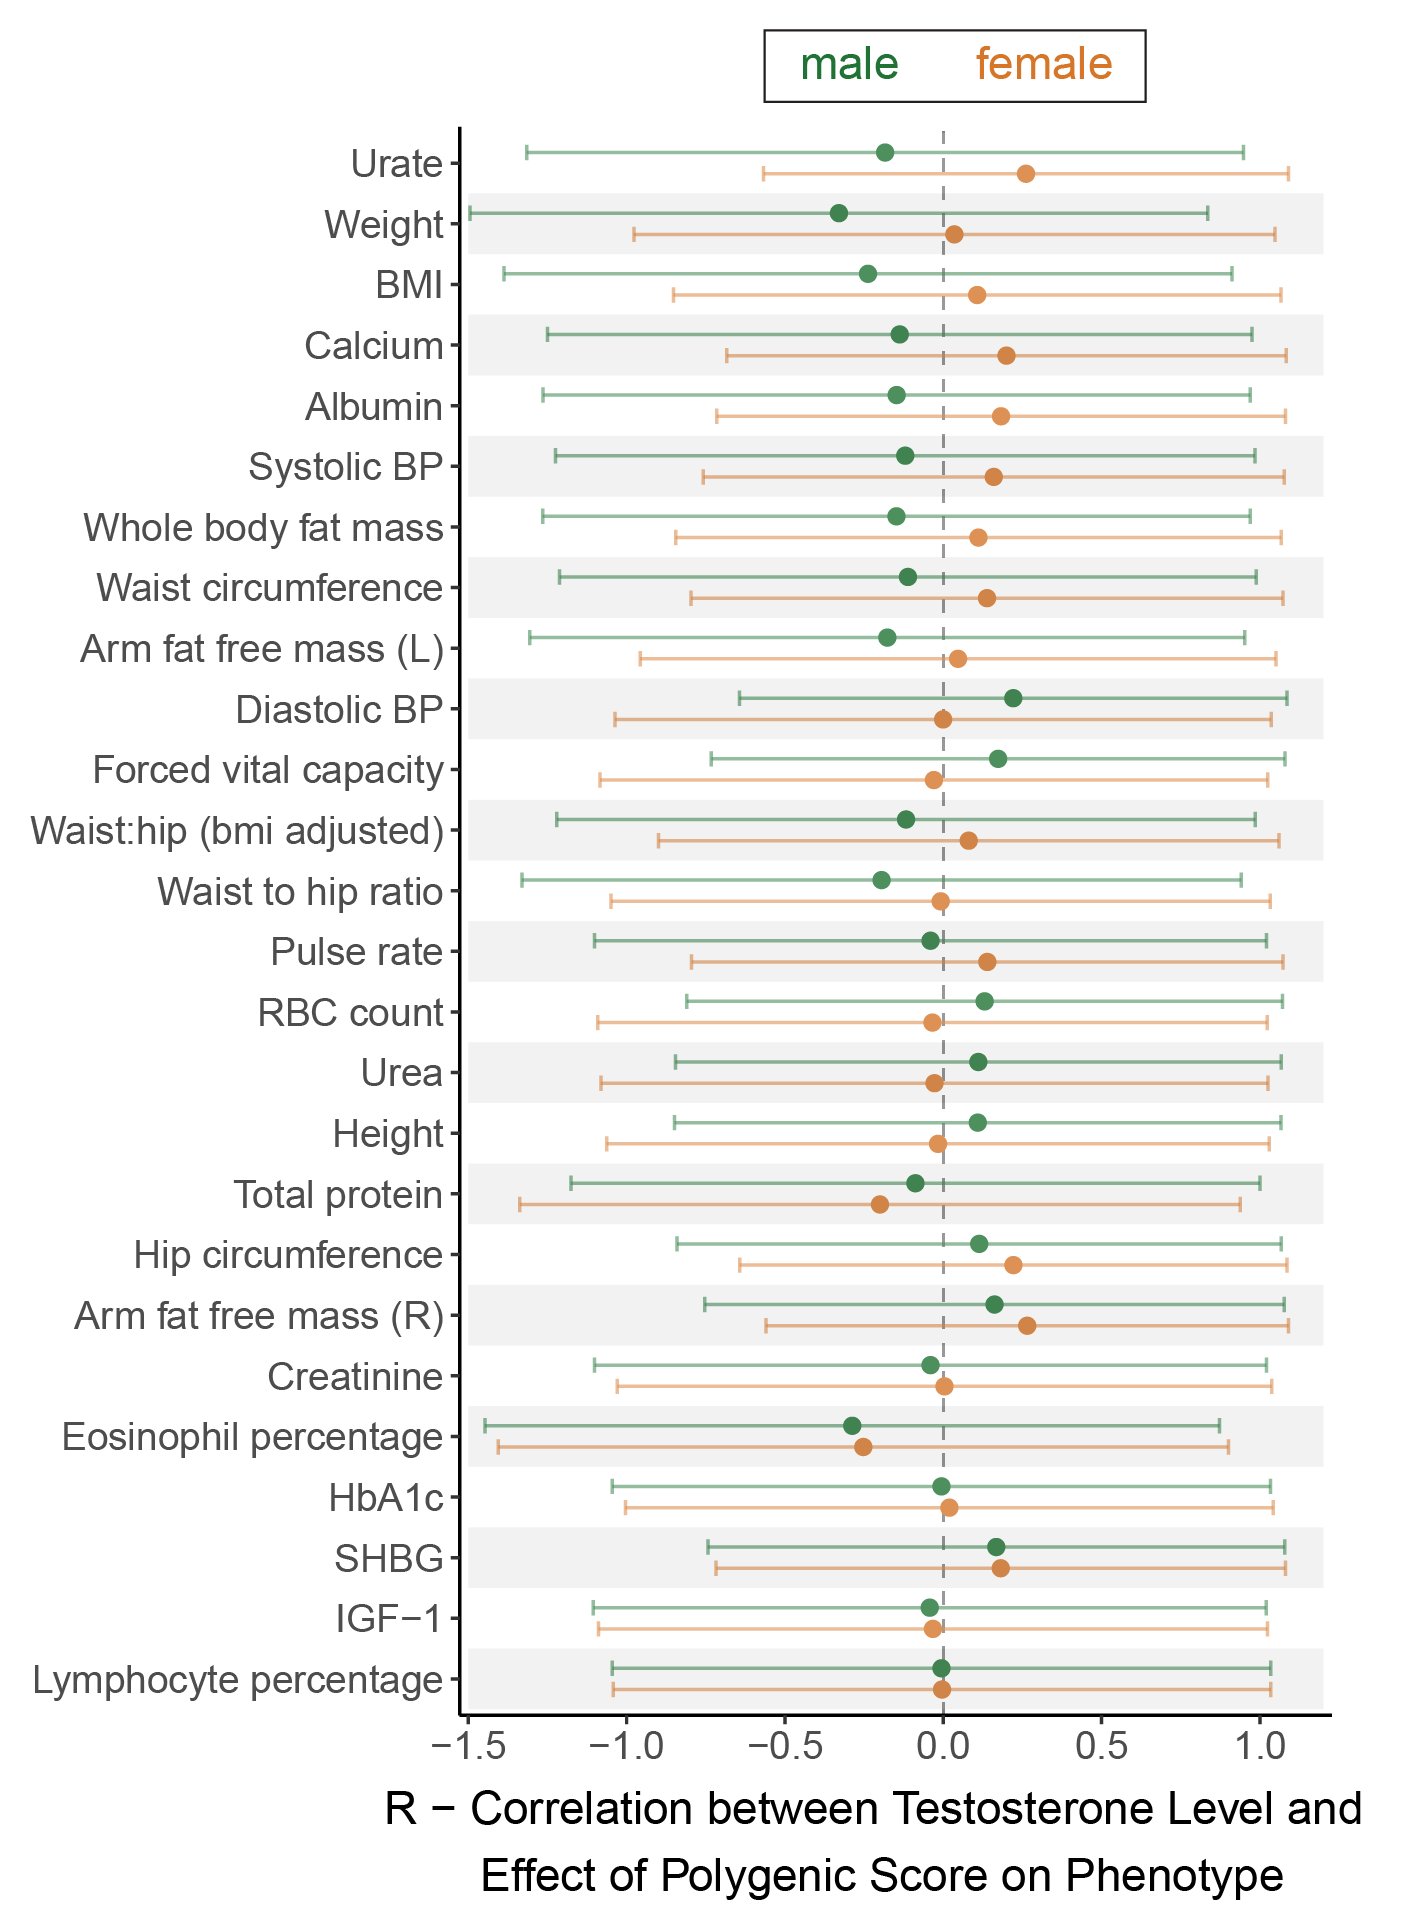 male female
Urate
Weight
BMI
Calcium
Albumin
Systolic BP
Whole body fat mass
Waist circumference
Arm fat free mass (L)
Diastolic BP
Forced vital capacity
Waist:hip (bmi adjusted)
Waist to hip ratio
Pulse rate
RBC count
Urea
Height
Total protein
Hip circumference
Arm fat free mass (R)
Creatinine
Eosinophil percentage
HbA1c
SHBG
IGF−1
Lymphocyte percentage
−1.5 −1.0 −0.5 0.0 0.5 1.0
R − Correlation between Testosterone Level and
Effect of Polygenic Score on Phenotype